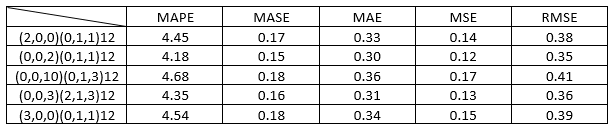 MAPE MASE MAE MSE RMSE
(2,0,0)(0,1,1)12 4.45 0.17 0.33 0.14 0.38
(0,0,2)(0,1,1)12 4.18 0.15 0.30 0.12 0.35
(0,0,10)(0,1,3)12 4.68 0.18 0.36 0.17 0.41
(0,0,3)(2,1,3)12 4.35 0.16 0.31 0.13 0.36
(3,0,0)(0,1,1)12 4.54 0.18 0.34 0.15 0.39